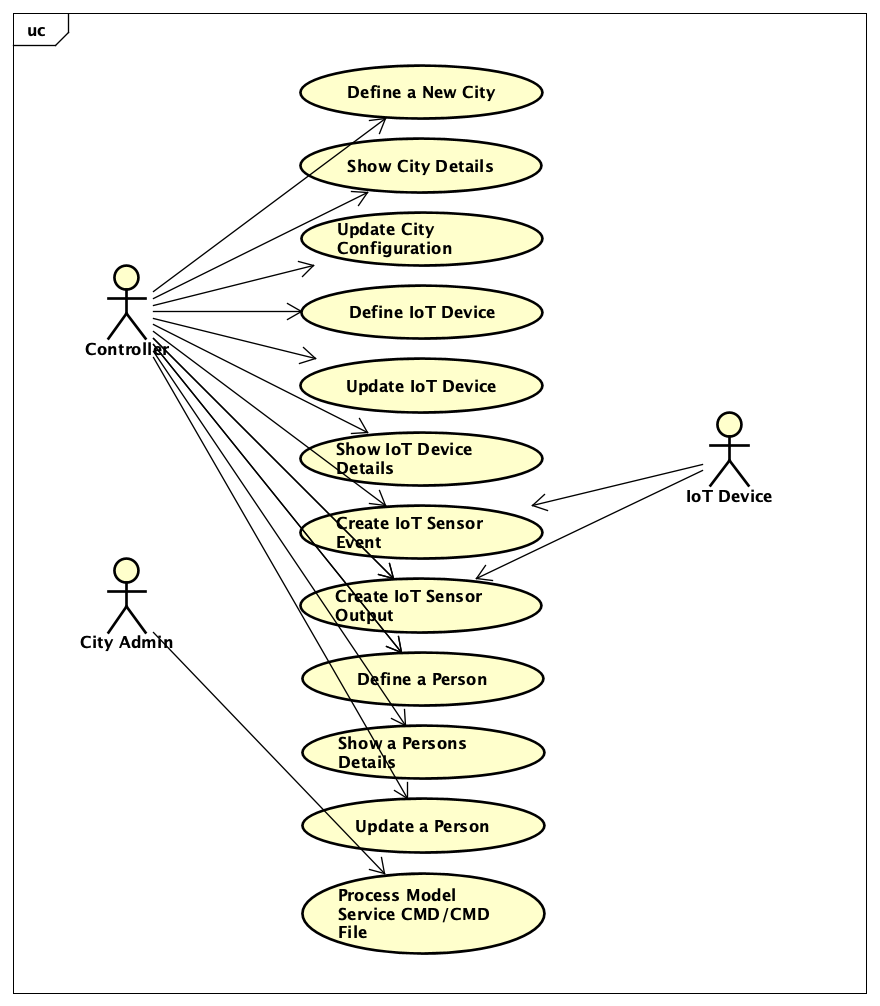 uc
Define a New City
Show City Details
Update City
Configuration
Controller
Define IoT Device
Update IoT Device
Show IoT Device
Details
IoT Device
Create IoT Sensor
Event
Create IoT Sensor
Output
City Admin
Define a Person
Show a Persons
Details
Update a Person
Process Model
Service CMD/CMD
File